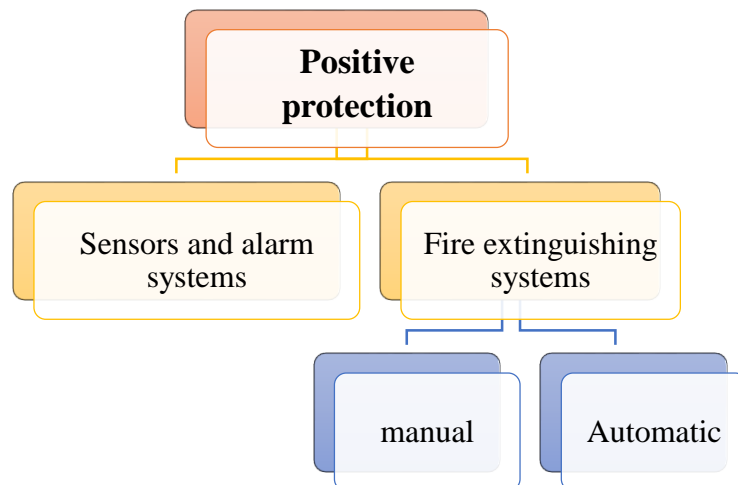 Positive
protection
Sensors and alarm
systems
Fire extinguishing
systems
manual
Automatic